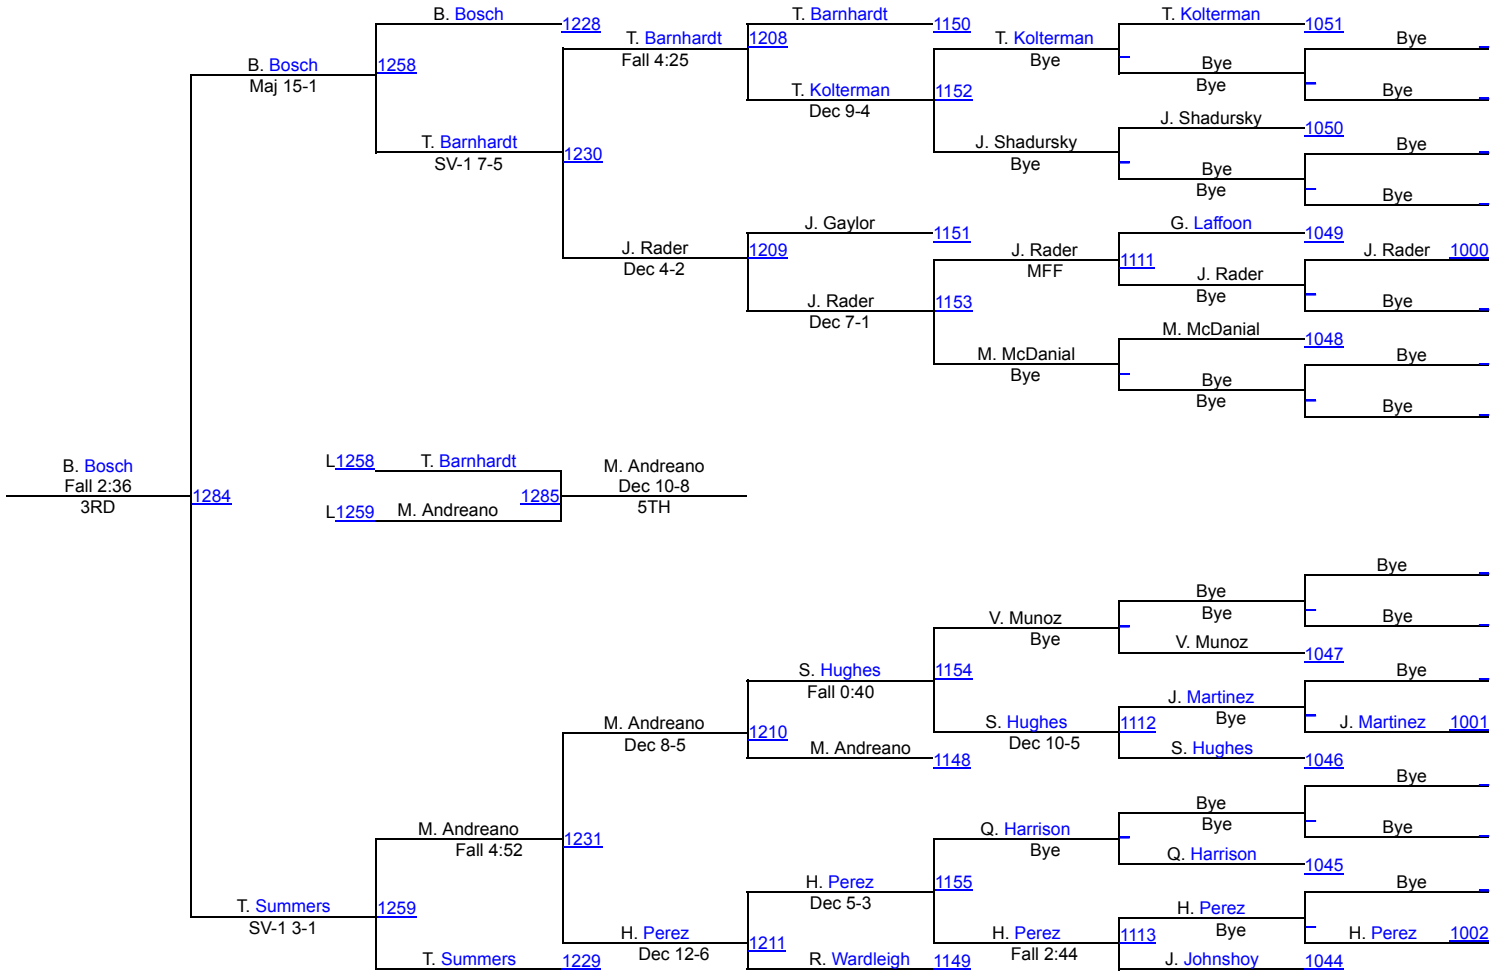 B. Bosch
1228
T. Barnhardt
1150
T. Kolterman
1051
T. Barnhardt
Fall 4:25
1208
T. Kolterman
Bye
Bye
B. Bosch
Maj 15-1
1258
Bye
Bye
Bye
T. Kolterman
Dec 9-4
1152
J. Shadursky
1050
T. Barnhardt
SV-1 7-5
1230
J. Shadursky
Bye
Bye
Bye
Bye
Bye
J. Gaylor
1151
G. Laffoon
1049
J. Rader
Dec 4-2
1209
J. Rader
MFF
1111
J. Rader 1000
J. Rader
Bye
Bye
J. Rader
Dec 7-1
1153
M. McDanial
1048
M. McDanial
Bye
Bye
Bye
Bye
Bye
B. Bosch
Fall 2:36
3RD
1284
L1258 T. Barnhardt
L1259 M. Andreano
1285
M. Andreano
Dec 10-8
5TH
Bye
Bye
Bye
Bye
V. Munoz
Bye
V. Munoz
1047
S. Hughes
Fall 0:40
1154
Bye
J. Martinez
Bye
J. Martinez 1001
M. Andreano
Dec 8-5
1210
S. Hughes
Dec 10-5
1112
M. Andreano
1148
S. Hughes
1046
Bye
Bye
Bye
Bye
M. Andreano
Fall 4:52
1231
Q. Harrison
Bye
Q. Harrison
1045
H. Perez
Dec 5-3
1155
Bye
T. Summers
SV-1 3-1
1259
H. Perez
Bye
H. Perez 1002
H. Perez
Dec 12-6
1211
H. Perez
Fall 2:44
1113
T. Summers
1229
R. Wardleigh
1149
J. Johnshoy
1044